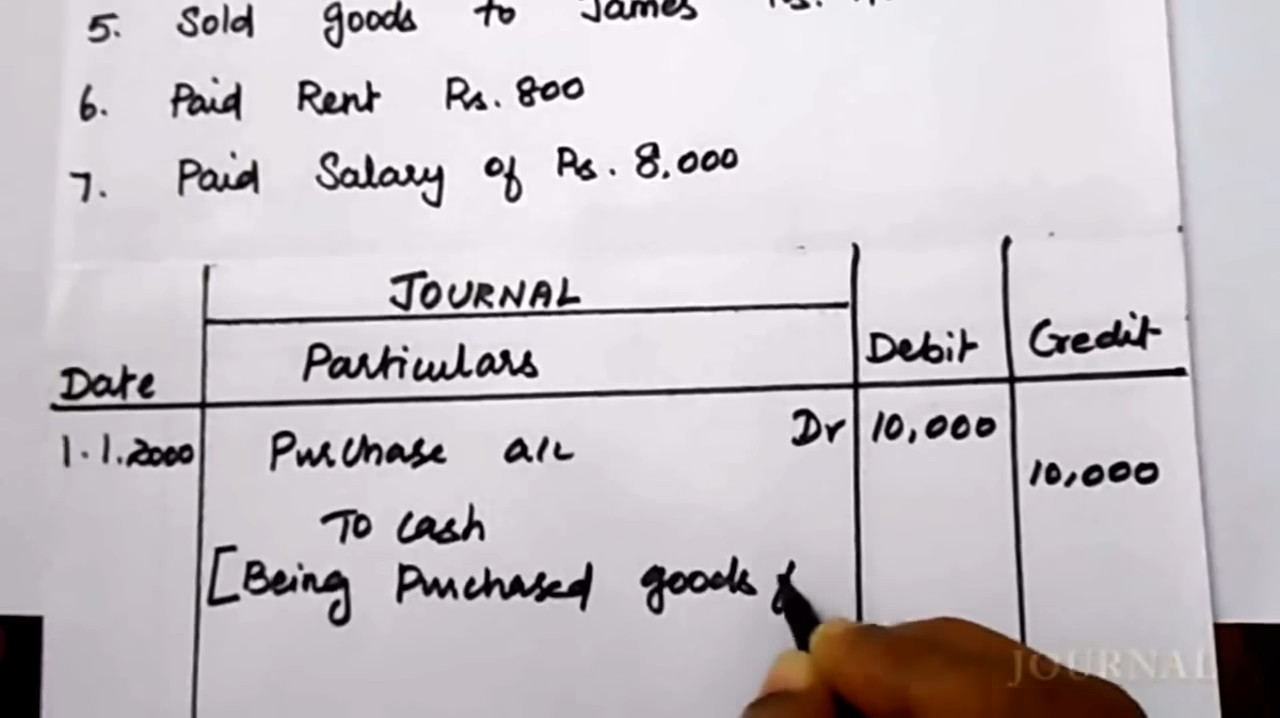 5. Sold goods to James Rs.
6. Paid Rent Rs. 800
7. Paid Salary of Rs. 8,000
JOURNAL
Date Particulars Debit Credit
1.1.2000 Purchase a/c Dr 10,000
10,000
To cash
[Being Purchased goods
JOURNAL